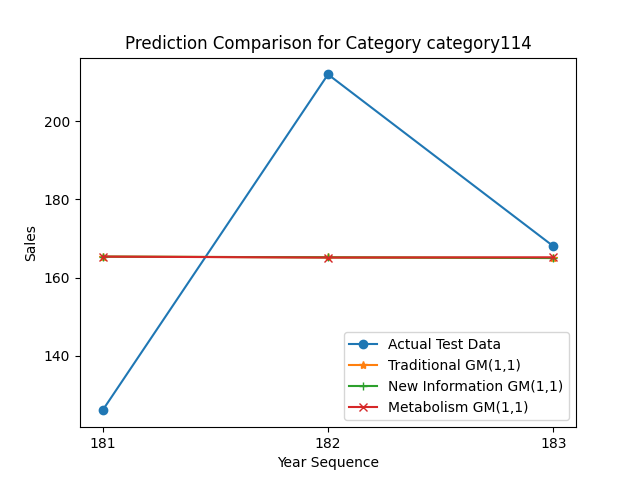 Prediction Comparison for Category category114
Sales
200
180
160
140
181
182
183
Year Sequence
Actual Test Data
Traditional GM(1,1)
New Information GM(1,1)
Metabolism GM(1,1)